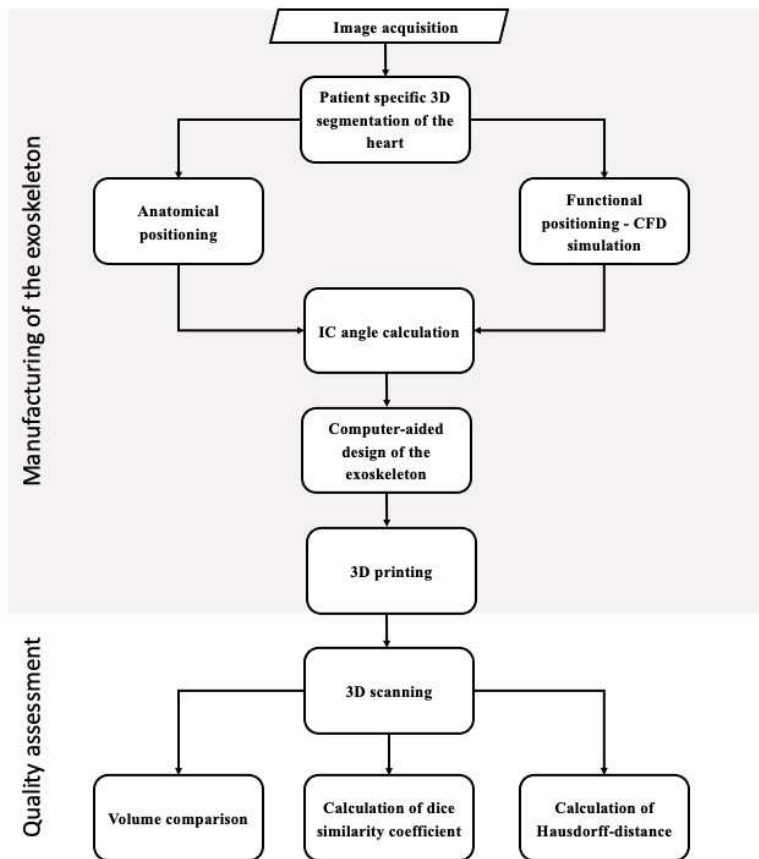 Manufacturing of the exoskeleton
Image acquisition
Patient specific 3D
segmentation of the
heart
Anatomical
positioning
Functional
positioning - CFD
simulation
IC angle calculation
Computer-aided
design of the
exoskeleton
3D printing
Quality assessment
3D scanning
Volume comparison
Calculation of dice
similarity coefficient
Calculation of
Hausdorff-distance